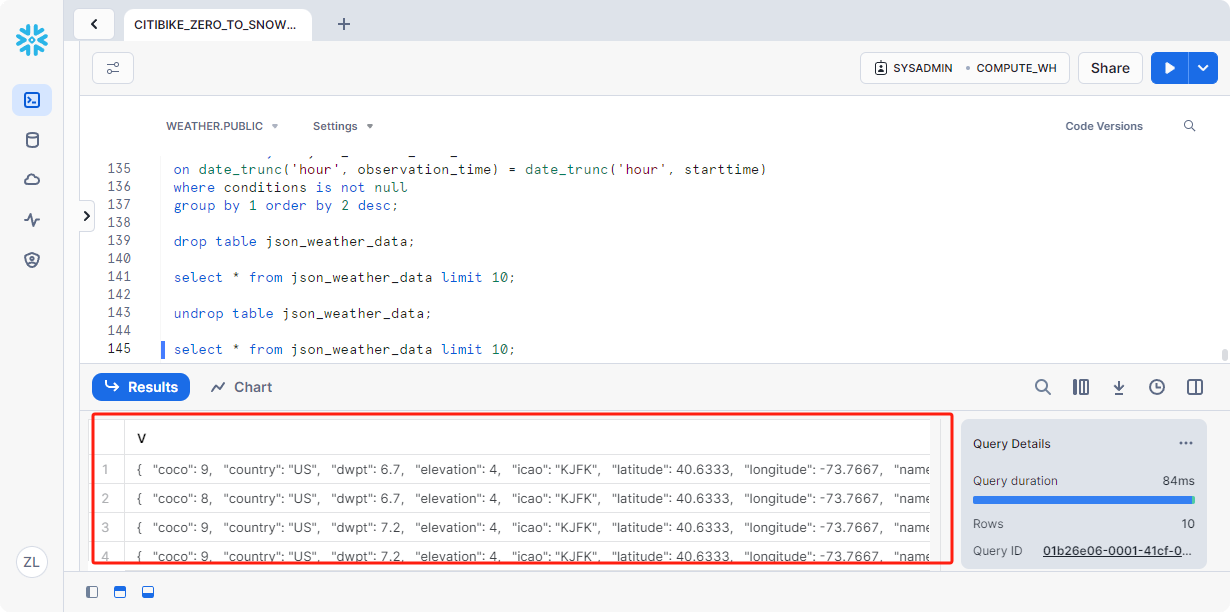 CITIBIKE_ZERO_TO_SNOW...
SYSADMIN COMPUTE_WH
Share
WEATHER.PUBLIC Settings Code Versions
135 on date_trunc('hour', observation_time) = date_trunc('hour', starttime)
136 where conditions is not null
137 group by 1 order by 2 desc;
138
139 drop table json_weather_data;
140
141 select * from json_weather_data limit 10;
142
143 undrop table json_weather_data;
144
145 select * from json_weather_data limit 10;
Results Chart
V
1 { "coco": 9, "country": "US", "dwpt": 6.7, "elevation": 4, "icao": "KJFK", "latitude": 40.6333, "longitude": -73.7667, "name
2 { "coco": 8, "country": "US", "dwpt": 6.7, "elevation": 4, "icao": "KJFK", "latitude": 40.6333, "longitude": -73.7667, "name
3 { "coco": 9, "country": "US", "dwpt": 7.2, "elevation": 4, "icao": "KJFK", "latitude": 40.6333, "longitude": -73.7667, "name
4 { "coco": 9, "country": "US", "dwpt": 7.2, "elevation": 4, "icao": "KJFK", "latitude": 40.6333, "longitude": -73.7667, "name
Query Details ...
Query duration 84ms
Rows 10
Query ID 01b26e06-0001-41cf-0...
ZL